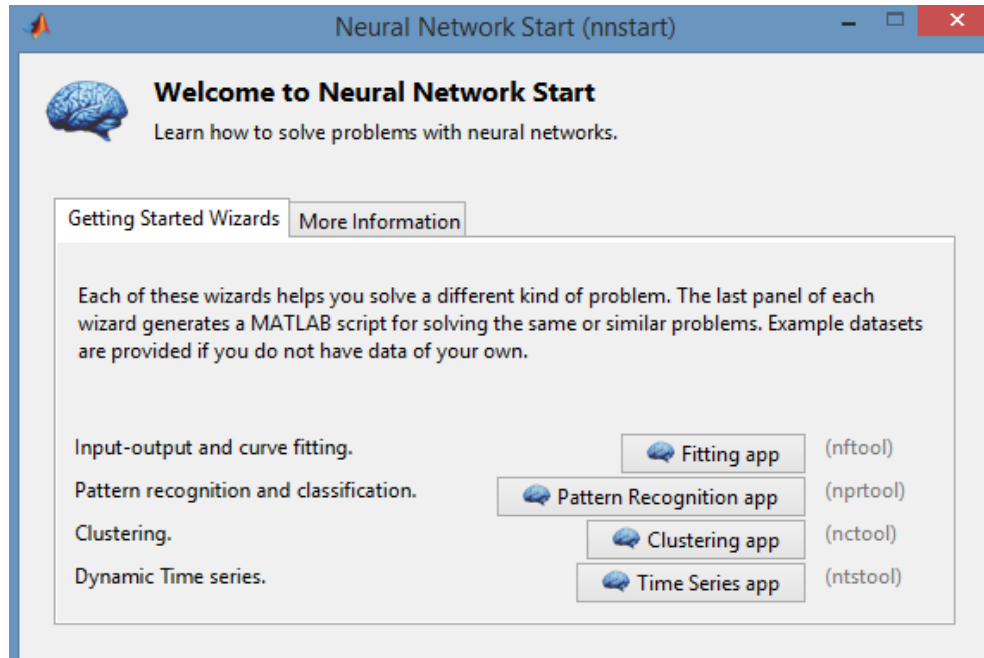 Neural Network Start (nnstart)
Welcome to Neural Network Start
Learn how to solve problems with neural networks.
Getting Started Wizards More Information
Each of these wizards helps you solve a different kind of problem. The last panel of each
wizard generates a MATLAB script for solving the same or similar problems. Example datasets
are provided if you do not have data of your own.
Input-output and curve fitting. Fitting app (nftool)
Pattern recognition and classification. Pattern Recognition app (nprtool)
Clustering. Clustering app (nctool)
Dynamic Time series. Time Series app (ntstool)